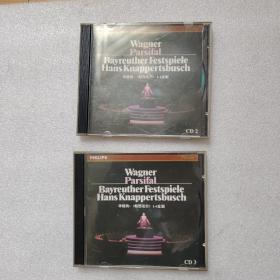 Wagner
Parsifal
Bayreuther Festspiele
Hans Knappertsbusch
CD 2
PHILIPS
Wagner
Parsifal
Bayreuther Festspiele
Hans Knappertsbusch
CD 3